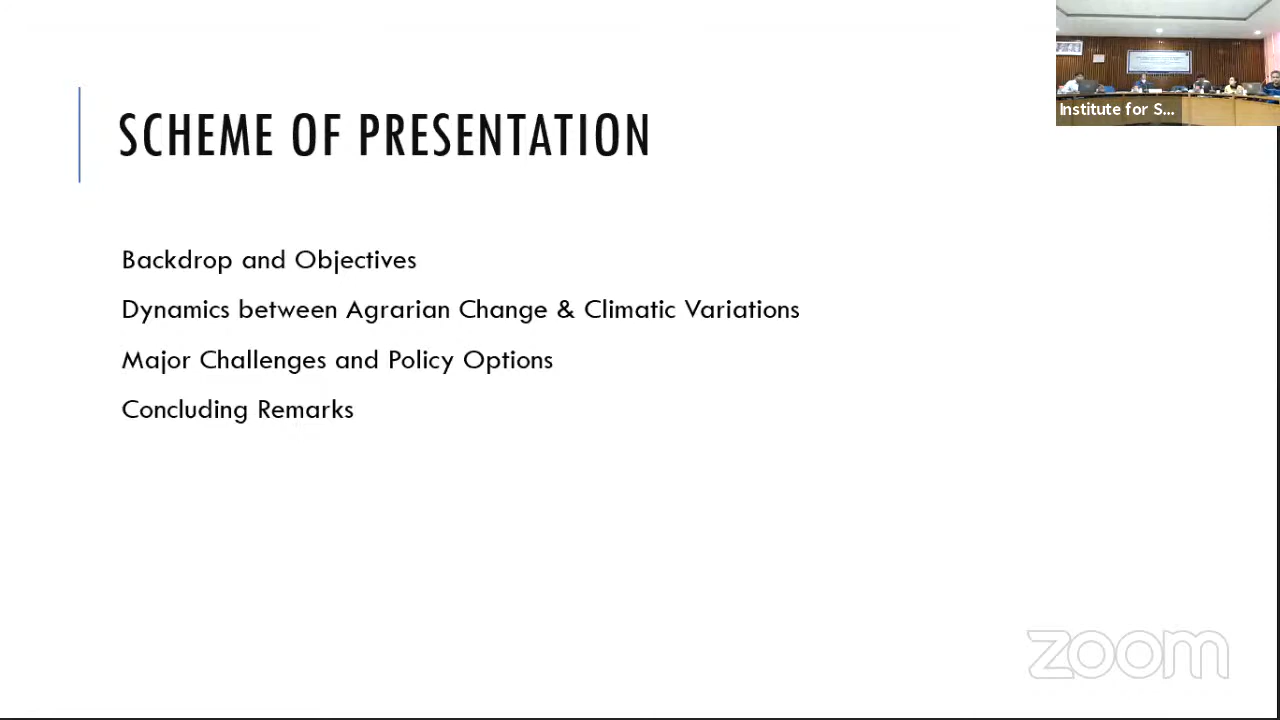 SCHEME OF PRESENTATION
Backdrop and Objectives
Dynamics between Agrarian Change & Climatic Variations
Major Challenges and Policy Options
Concluding Remarks
Institute for S...
zoom